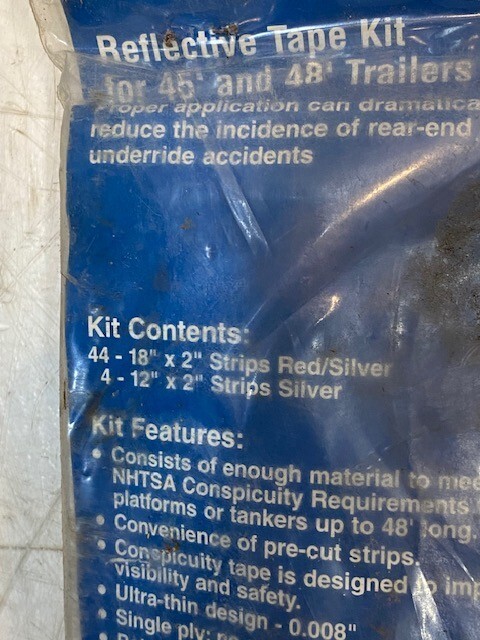 Reflective Tape Kit
for 45' and 48' Trailers
Proper application can
reduce the incidence of rear-end
underride accidents
Kit Contents:
44 - 18" x 2" Strips Red/Silver
4 - 12" x 2" Strips Silver
Kit Features:
• Consists of enough material to
NHTSA Conspicuity Requirements
platforms or tankers up to 48' long.
• Convenience of pre-cut strips.
• Conspicuity tape is designed to
visibility and safety.
• Ultra-thin design - 0.008"
• Single ply: